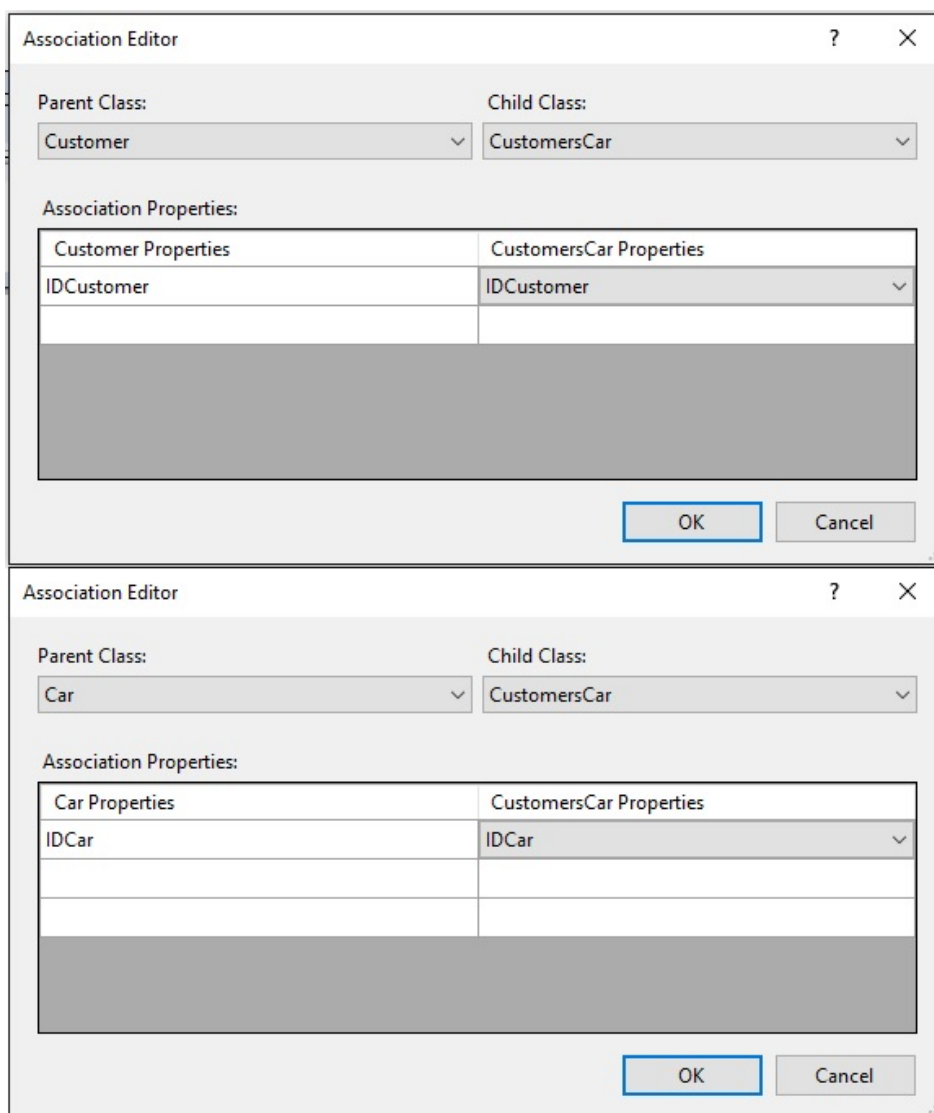 Association Editor
?
Parent Class:
Child Class:
Customer
CustomersCar
Association Properties:
Customer Properties
CustomersCar Properties
IDCustomer
IDCustomer
OK
Cancel
Association Editor
?
Parent Class:
Child Class:
Car
CustomersCar
Association Properties:
Car Properties
CustomersCar Properties
IDCar
IDCar
OK
Cancel